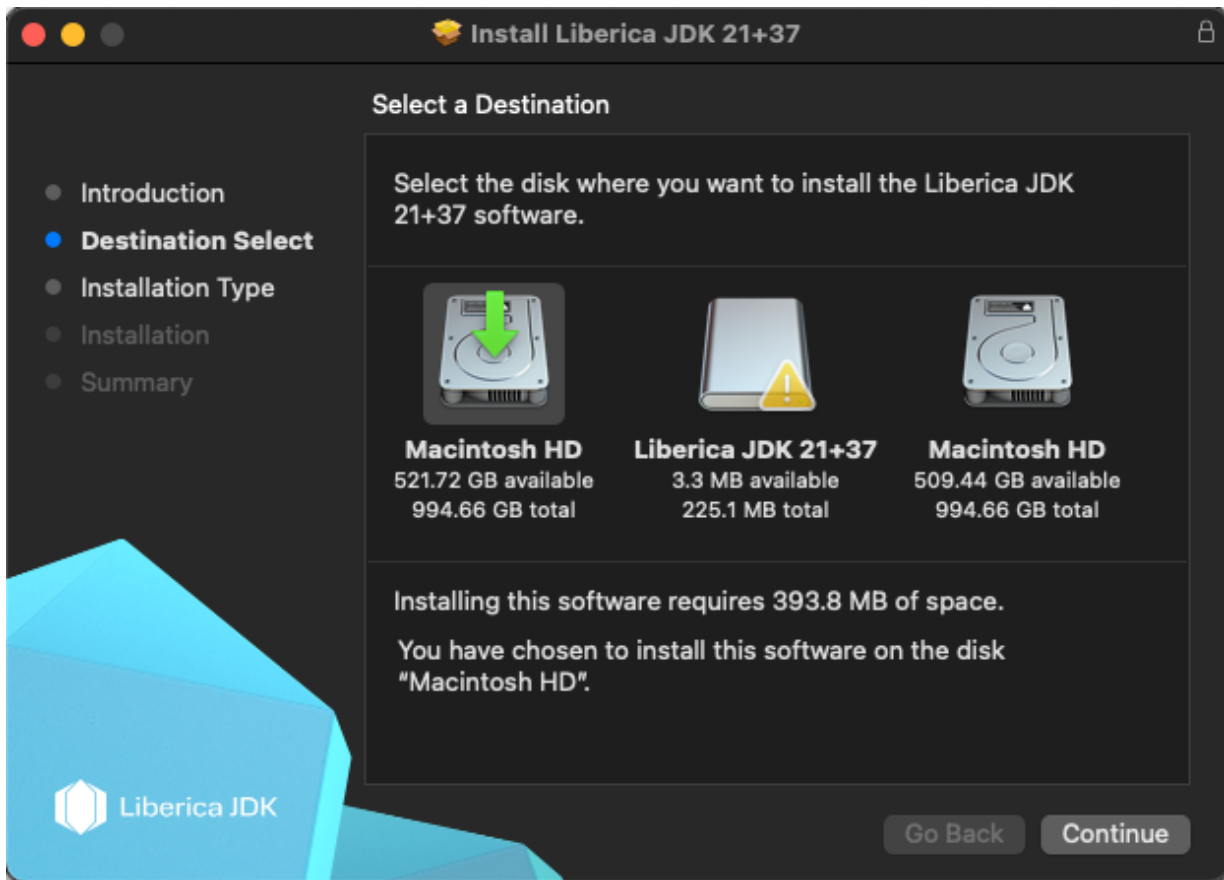 Install Liberica JDK 21+37
Select a Destination
Introduction
Destination Select
Installation Type
Installation
Summary
Select the disk where you want to install the Liberica JDK
21+37 software.
Macintosh HD
521.72 GB available
994.66 GB total
Liberica JDK 21+37
3.3 MB available
225.1 MB total
Macintosh HD
509.44 GB available
994.66 GB total
Installing this software requires 393.8 MB of space.
You have chosen to install this software on the disk
“Macintosh HD”.
Liberica JDK
Go Back
Continue